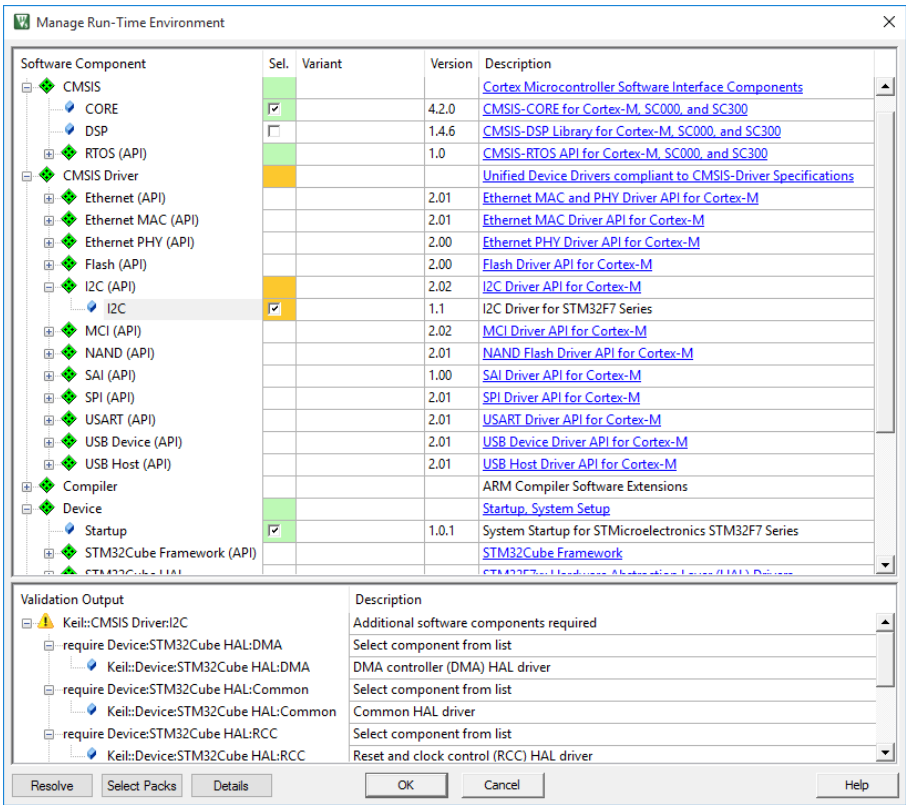 Manage Run-Time Environment
Software Component Sel. Variant Version Description
CMSIS Cortex Microcontroller Software Interface Components
CORE 4.2.0 CMSIS-CORE for Cortex-M, SC000, and SC300
DSP 1.4.6 CMSIS-DSP Library for Cortex-M, SC000, and SC300
RTOS (API) 1.0 CMSIS-RTOS API for Cortex-M, SC000, and SC300
CMSIS Driver Unified Device Drivers compliant to CMSIS-Driver Specifications
Ethernet (API) 2.01 Ethernet MAC and PHY Driver API for Cortex-M
Ethernet MAC (API) 2.01 Ethernet MAC Driver API for Cortex-M
Ethernet PHY (API) 2.00 Ethernet PHY Driver API for Cortex-M
Flash (API) 2.00 Flash Driver API for Cortex-M
I2C (API) 2.02 I2C Driver API for Cortex-M
I2C 1.1 I2C Driver for STM32F7 Series
MCI (API) 2.02 MCI Driver API for Cortex-M
NAND (API) 2.01 NAND Flash Driver API for Cortex-M
SAI (API) 1.00 SAI Driver API for Cortex-M
SPI (API) 2.01 SPI Driver API for Cortex-M
USART (API) 2.01 USART Driver API for Cortex-M
USB Device (API) 2.01 USB Device Driver API for Cortex-M
USB Host (API) 2.01 USB Host Driver API for Cortex-M
Compiler ARM Compiler Software Extensions
Device Startup, System Setup
Startup 1.0.1 System Startup for STMicroelectronics STM32F7 Series
STM32Cube Framework (API) STM32Cube Framework
STM32Cube HAL STM32F7xx Hardware Abstraction Layer (HAL) Drivers
Validation Output Description
Keil::CMSIS Driver:I2C Additional software components required
require Device:STM32Cube HAL:DMA Select component from list
Keil::Device:STM32Cube HAL:DMA DMA controller (DMA) HAL driver
require Device:STM32Cube HAL:Common Select component from list
Keil::Device:STM32Cube HAL:Common Common HAL driver
require Device:STM32Cube HAL:RCC Select component from list
Keil::Device:STM32Cube HAL:RCC Reset and clock control (RCC) HAL driver
Resolve Select Packs Details OK Cancel Help